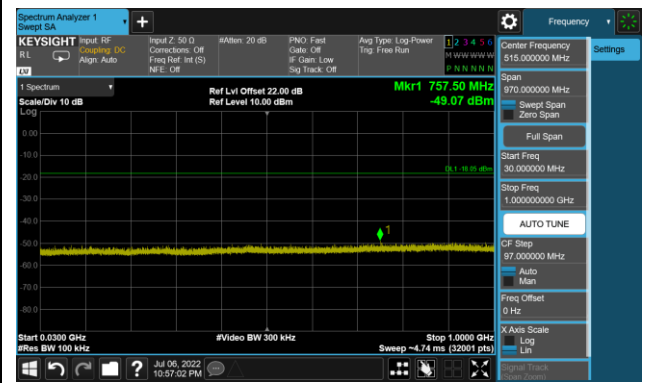 Spectrum Analyzer 1
Swept SA
Frequency
KEYSIGHT
RL
Input: RF
Coupling: DC
Align: Auto
Input Z: 50 Ω
Corrections: Off
Freq Ref: Int (S)
NFE: Off
#Atten: 20 dB
PNO: Fast
Gate: Off
IF Gain: Low
Sig Track: Off
Avg Type: Log-Power
Trig: Free Run
1 2 3 4 5 6
M W W W W W
P N N N N N
1 Spectrum
Scale/Div 10 dB
Log
Ref Lvl Offset 22.00 dB
Ref Level 10.00 dBm
Mkr1 757.50 MHz
-49.07 dBm
0.00
-10.0
-20.0
-30.0
-40.0
-50.0
-60.0
-70.0
-80.0
1
Start 0.0300 GHz
#Res BW 100 kHz
#Video BW 300 kHz
Stop 1.0000 GHz
Sweep ~4.74 ms (32001 pts)
Jul 06, 2022
10:57:02 PM
Center Frequency
515.000000 MHz
Settings
Span
970.000000 MHz
Swept Span
Zero Span
Full Span
Start Freq
30.000000 MHz
Stop Freq
1.000000000 GHz
AUTO TUNE
CF Step
97.000000 MHz
Auto
Man
Freq Offset
0 Hz
X Axis Scale
Log
Lin
Signal Track
(Span Zoom)